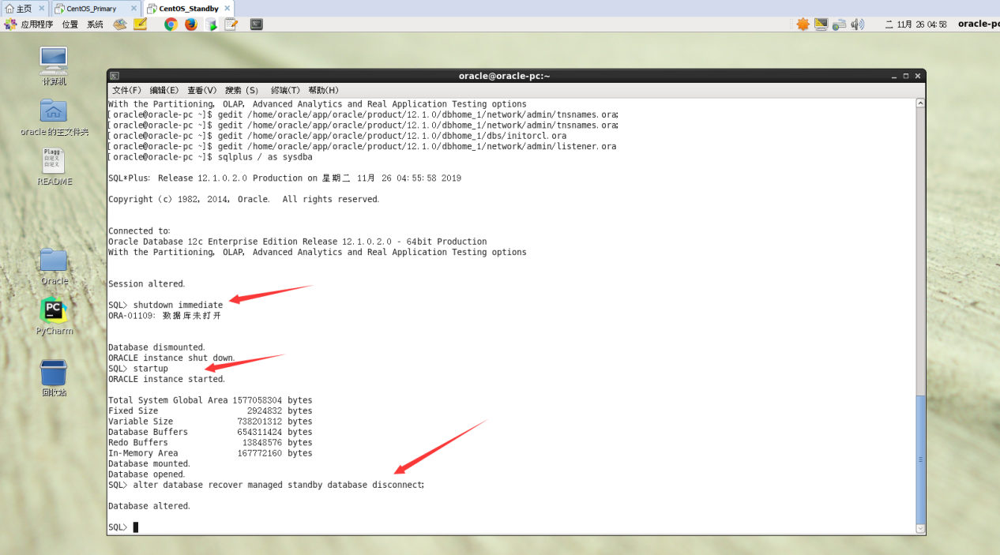 主页
CentOS_Primary
CentOS_Standby
应用程序 位置 系统
二 11月 26 04:58 oracle-pc
计算机
oracle 的主文件夹
README
Oracle
PyCharm
PC
回收站
oracle@oracle-pc:~
文件(F) 编辑(E) 查看(V) 搜索 (S) 终端(T) 帮助(H)
With the Partitioning, OLAP, Advanced Analytics and Real Application Testing options
[oracle@oracle-pc ~]$ gedit /home/oracle/app/oracle/product/12.1.0/dbhome_1/network/admin/tnsnames.ora;
[oracle@oracle-pc ~]$ gedit /home/oracle/app/oracle/product/12.1.0/dbhome_1/network/admin/tnsnames.ora;
[oracle@oracle-pc ~]$ gedit /home/oracle/app/oracle/product/12.1.0/dbhome_1/dbs/initorcl.ora
[oracle@oracle-pc ~]$ gedit /home/oracle/app/oracle/product/12.1.0/dbhome_1/network/admin/listener.ora
[oracle@oracle-pc ~]$ sqlplus / as sysdba
SQL*Plus: Release 12.1.0.2.0 Production on 星期二 11月 26 04:55:58 2019
Copyright (c) 1982, 2014, Oracle.  All rights reserved.
Connected to:
Oracle Database 12c Enterprise Edition Release 12.1.0.2.0 - 64bit Production
With the Partitioning, OLAP, Advanced Analytics and Real Application Testing options
Session altered.
SQL> shutdown immediate
ORA-01109: 数据库未打开
Database dismounted.
ORACLE instance shut down.
SQL> startup
ORACLE instance started.
Total System Global Area 1577058304 bytes
Fixed Size 2924832 bytes
Variable Size 738201312 bytes
Database Buffers 654311424 bytes
Redo Buffers 13848576 bytes
In-Memory Area 167772160 bytes
Database mounted.
Database opened.
SQL> alter database recover managed standby database disconnect;
Database altered.
SQL>